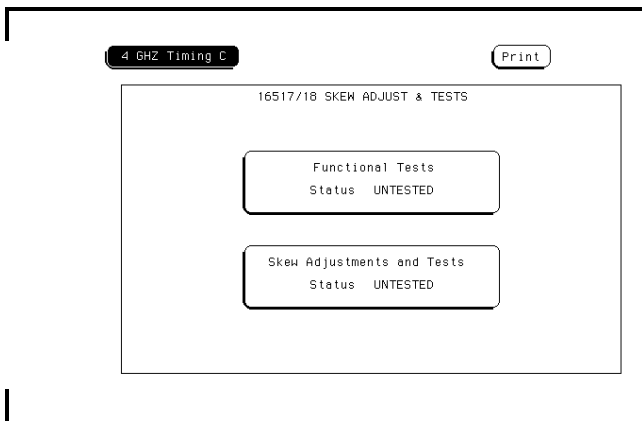 4 GHZ Timing C
Print
16517/18 SKEW ADJUST & TESTS
Functional Tests
Status UNTESTED
Skew Adjustments and Tests
Status UNTESTED